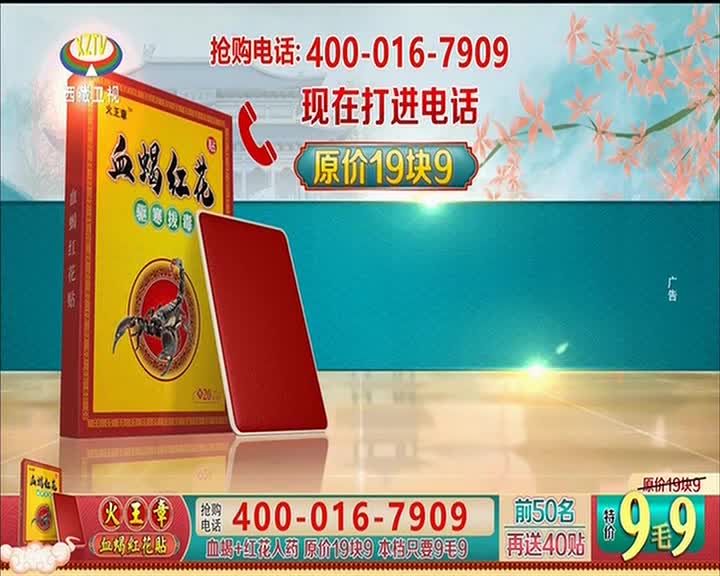 XZTV
西藏卫视
抢购电话: 400-016-7909
现在打进电话
原价19块9
火王章™
血蝎红花
贴
驱寒拔毒
血蝎红花贴
广告
火王章
血蝎红花贴
抢购电话
400-016-7909
血蝎+红花入药 原价19块9 本档只要9毛9
前50名
再送40贴
原价19块9
特价
9毛9